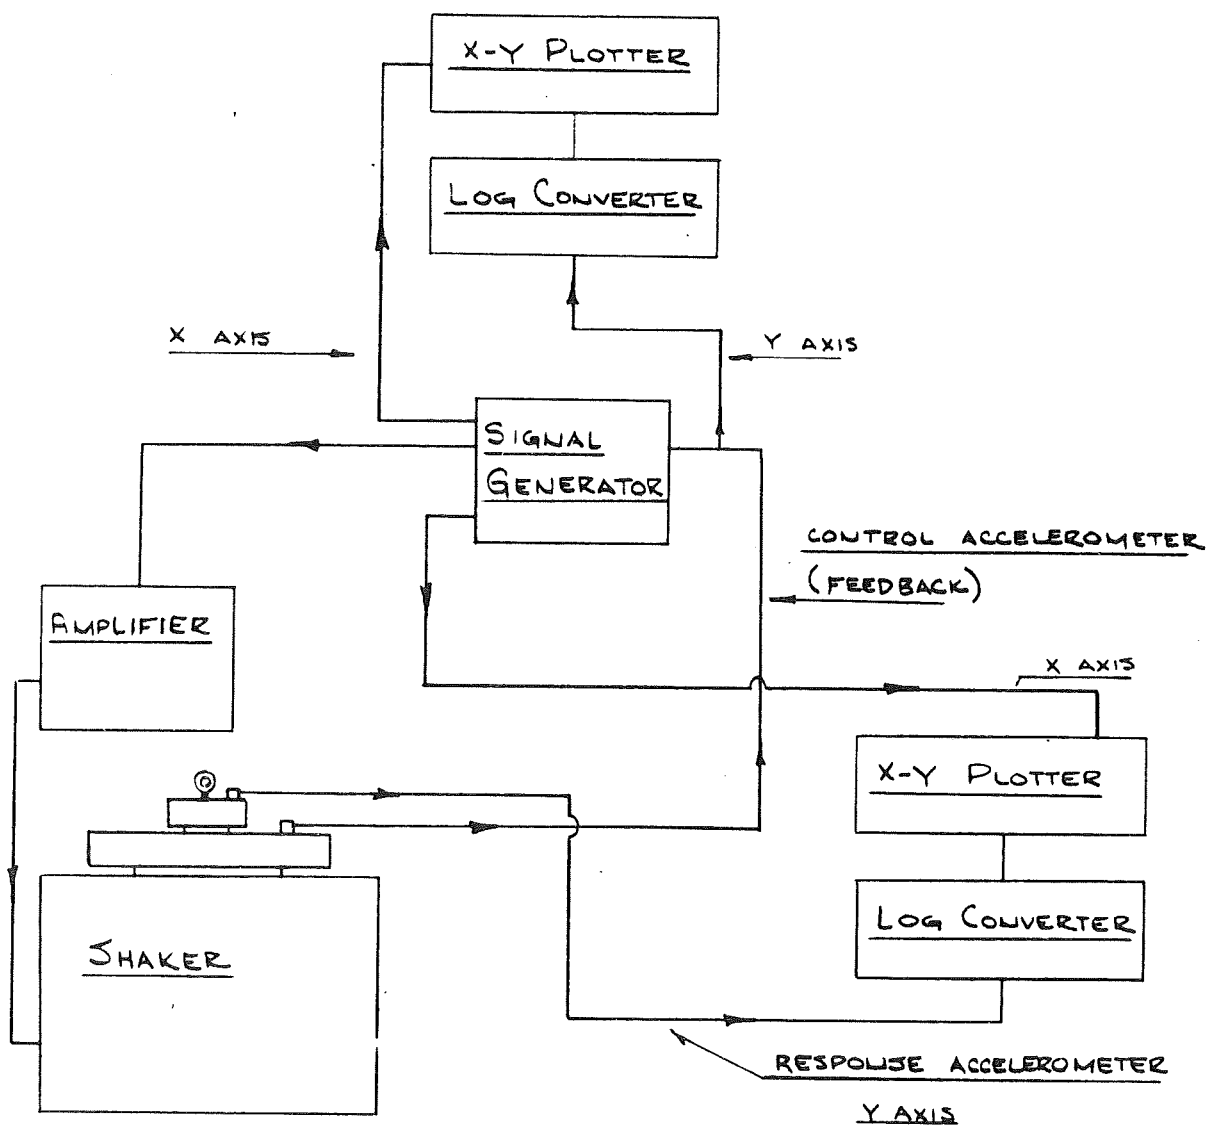 X-Y PLOTTER
LOG CONVERTER
X AXIS
Y AXIS
SIGNAL
GENERATOR
CONTROL ACCELEROMETER
(FEEDBACK)
AMPLIFIER
X AXIS
X-Y PLOTTER
LOG CONVERTER
SHAKER
RESPONSE ACCELEROMETER
Y AXIS